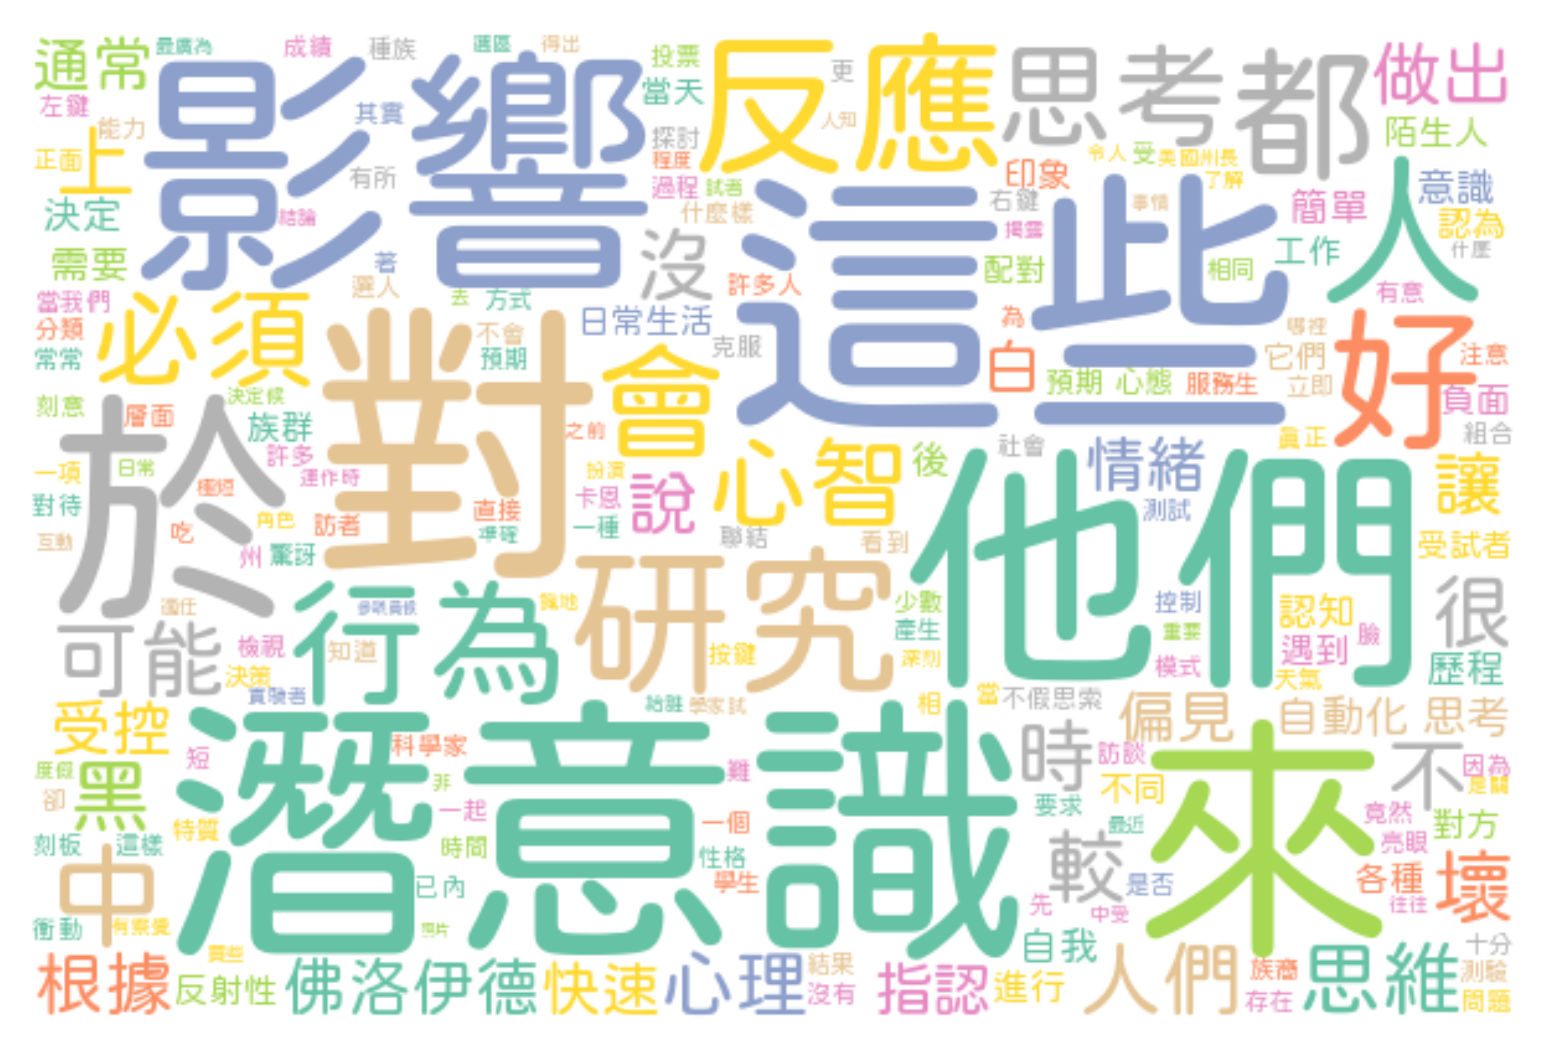 通常
最廣為
成績
種族
選區
得出
投票
更
反應
思考
都
做出
左鍵
影響
其實
當天
人知
陌生人
能力
上
正面
探討
程度
令人
受
美國州長
有所
過程
試者
印象
了解
意識
決定
結論
什麼樣
右鍵
事情
簡單
人
認為
這些
揭露
工作
什麼
需要
著
沒
配對
相同
當我們
選人
去
方式
許多人
有意
分類
必須
不會
日常生活
為
哪裡
好
常常
對
預期
克服
白
它們
注意
會
預期
心態
服務生
立即
刻意
決定候
負面
於
層面
族群
之前
社會
真正
組合
許多
心智
後
情緒
一項
日常
運作時
扮演
他們
讓
極短
卡恩
說
測試
對待
角色
訪者
直接
一種
吃
準確
聯結
看到
互動
州
驚訝
受試者
研究
行為
很
適任
少數
控制
認知
可能
產生
重要
臉
檢視
知道
按鍵
深刻
模式
遇到
歷程
決策
天氣
實驗者
當
不假思索
學家試
相
偏見
自動化
思考
受控
潛意識
來
科學家
時
訪談
不
短
難
因為
度假
黑
非
不同
是關
卻
一起
一個
要求
竟然
特質
最近
對方
刻板
這樣
時間
性格
較
亮眼
中
已內
學生
是否
各種
壞
先
往往
衝動
有察覺
中受
照片
自我
十分
買些
根據
反射性
佛洛伊德
快速
心理
結果
沒有
指認
進行
人們
族裔
存在
思維
測驗
問題